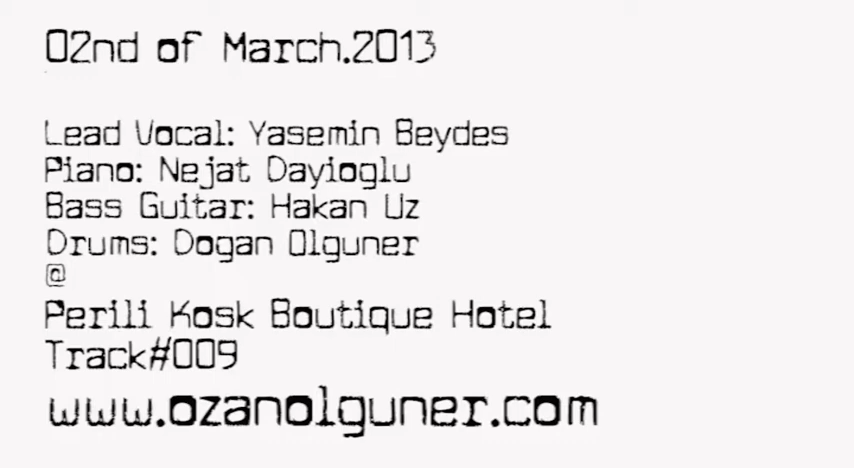 02nd of March.2013
Lead Vocal: Yasemin Beydes
Piano: Nejat Dayioglu
Bass Guitar: Hakan Uz
Drums: Dogan Olguner
@
Perili Kosk Boutique Hotel
Track#009
www.ozanolguner.com